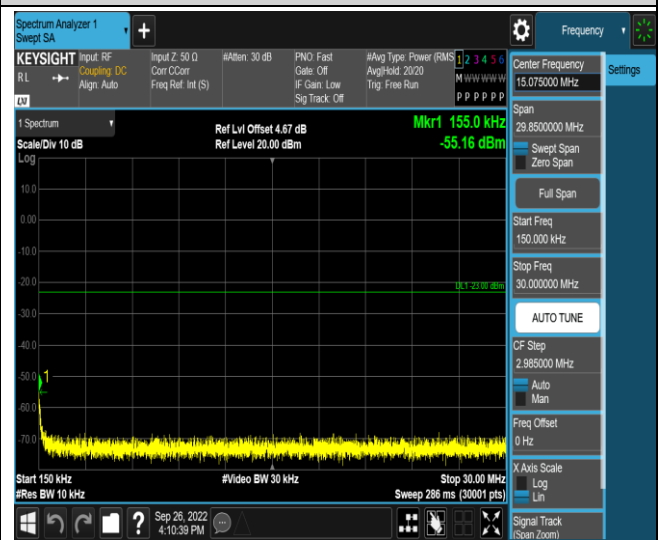 Spectrum Analyzer 1
Swept SA
Frequency
KEYSIGHT
RL
LXI
Input: RF
Coupling: DC
Align: Auto
Input Z: 50 Ω
Corr CCorr
Freq Ref: Int (S)
#Atten: 30 dB
PNO: Fast
Gate: Off
IF Gain: Low
Sig Track: Off
#Avg Type: Power (RMS
Avg|Hold: 20/20
Trig: Free Run
1 2 3 4 5 6
M W W W W W
P P P P P P
1 Spectrum
Scale/Div 10 dB
Ref Lvl Offset 4.67 dB
Ref Level 20.00 dBm
Mkr1 155.0 kHz
-55.16 dBm
Log
10.0
0.00
-10.0
-20.0
-30.0
-40.0
-50.0
-60.0
-70.0
DL1 -23.00 dBm
1
Start 150 kHz
#Res BW 10 kHz
#Video BW 30 kHz
Stop 30.00 MHz
Sweep 286 ms (30001 pts)
Sep 26, 2022
4:10:39 PM
Center Frequency
15.075000 MHz
Span
29.8500000 MHz
Swept Span
Zero Span
Full Span
Start Freq
150.000 kHz
Stop Freq
30.000000 MHz
AUTO TUNE
CF Step
2.985000 MHz
Auto
Man
Freq Offset
0 Hz
X Axis Scale
Log
Lin
Signal Track
(Span Zoom)
Settings